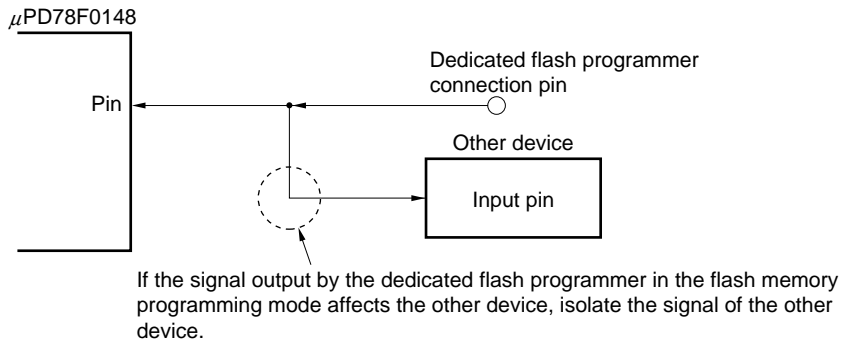 μPD78F0148
Dedicated flash programmer
connection pin
Pin
Other device
Input pin
If the signal output by the dedicated flash programmer in the flash memory
programming mode affects the other device, isolate the signal of the other
device.